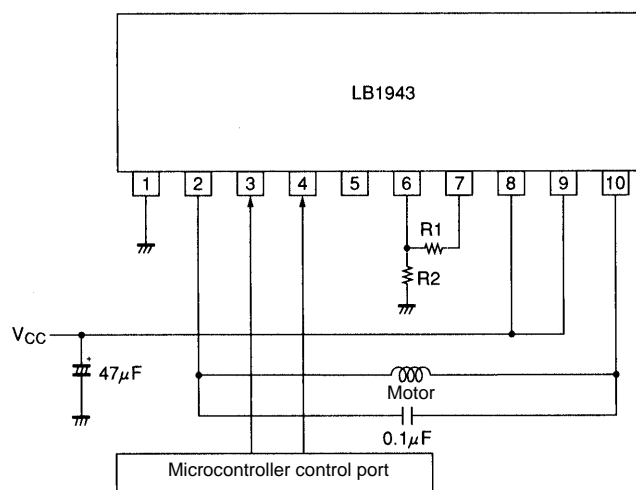 LB1943
1 2 3 4 5 6 7 8 9 10
R1
R2
VCC
+
47μF
Motor
0.1μF
Microcontroller control port